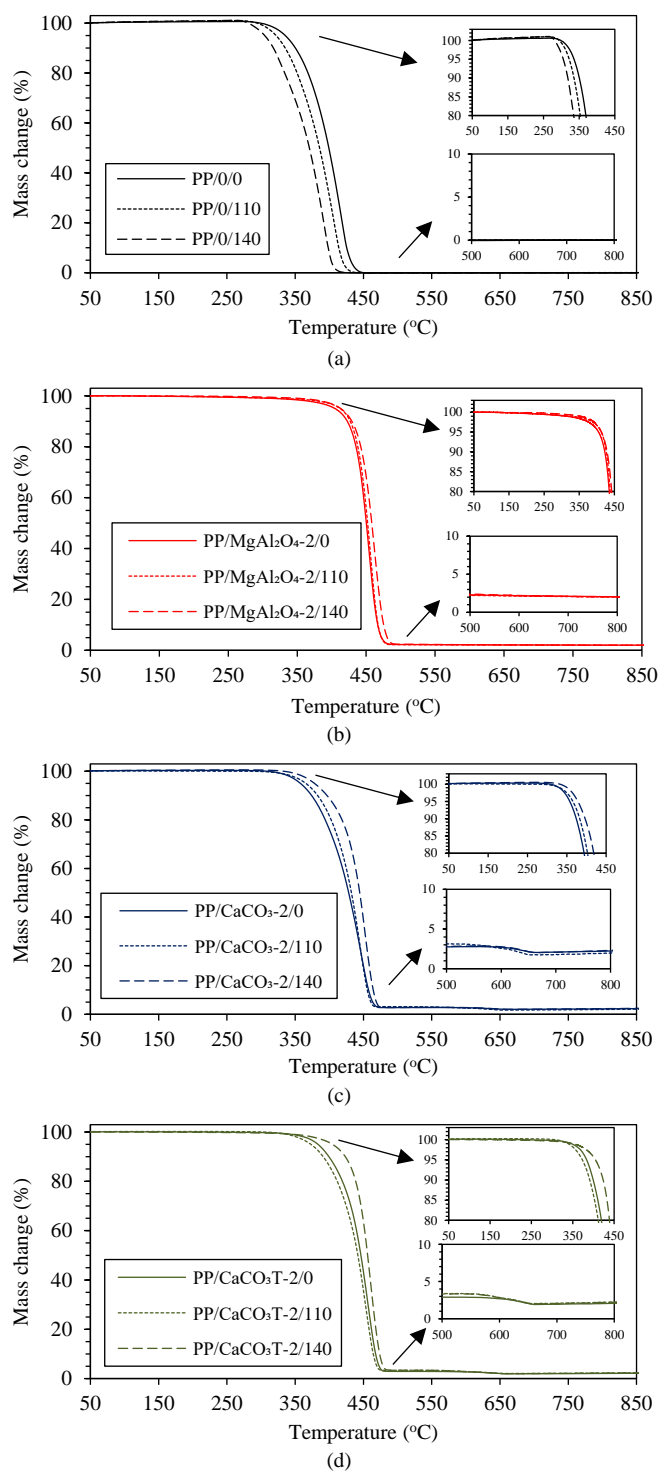 100
80
60
40
20
0
Mass change (%)
PP/0/0
PP/0/110
PP/0/140
100
95
90
85
80
50 150 250 350 450
10
5
0
500 600 700 800
50 150 250 350 450 550 650 750 850
Temperature (°C)
(a)
100
80
60
40
20
0
Mass change (%)
PP/MgAl₂O₄-2/0
PP/MgAl₂O₄-2/110
PP/MgAl₂O₄-2/140
100
95
90
85
80
50 150 250 350 450
10
5
0
500 600 700 800
50 150 250 350 450 550 650 750 850
Temperature (°C)
(b)
100
80
60
40
20
0
Mass change (%)
PP/CaCO₃-2/0
PP/CaCO₃-2/110
PP/CaCO₃-2/140
100
95
90
85
80
50 150 250 350 450
10
5
0
500 600 700 800
50 150 250 350 450 550 650 750 850
Temperature (°C)
(c)
100
80
60
40
20
0
Mass change (%)
PP/CaCO₃T-2/0
PP/CaCO₃T-2/110
PP/CaCO₃T-2/140
100
95
90
85
80
50 150 250 350 450
10
5
0
500 600 700 800
50 150 250 350 450 550 650 750 850
Temperature (°C)
(d)